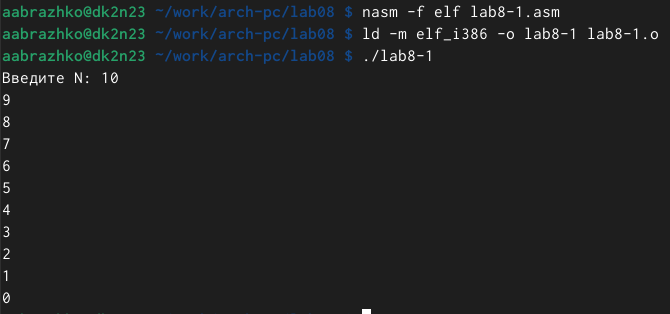 aabrazhko@dk2n23 ~/work/arch-pc/lab08 $ nasm -f elf lab8-1.asm
aabrazhko@dk2n23 ~/work/arch-pc/lab08 $ ld -m elf_i386 -o lab8-1 lab8-1.o
aabrazhko@dk2n23 ~/work/arch-pc/lab08 $ ./lab8-1
Введите N: 10
9
8
7
6
5
4
3
2
1
0